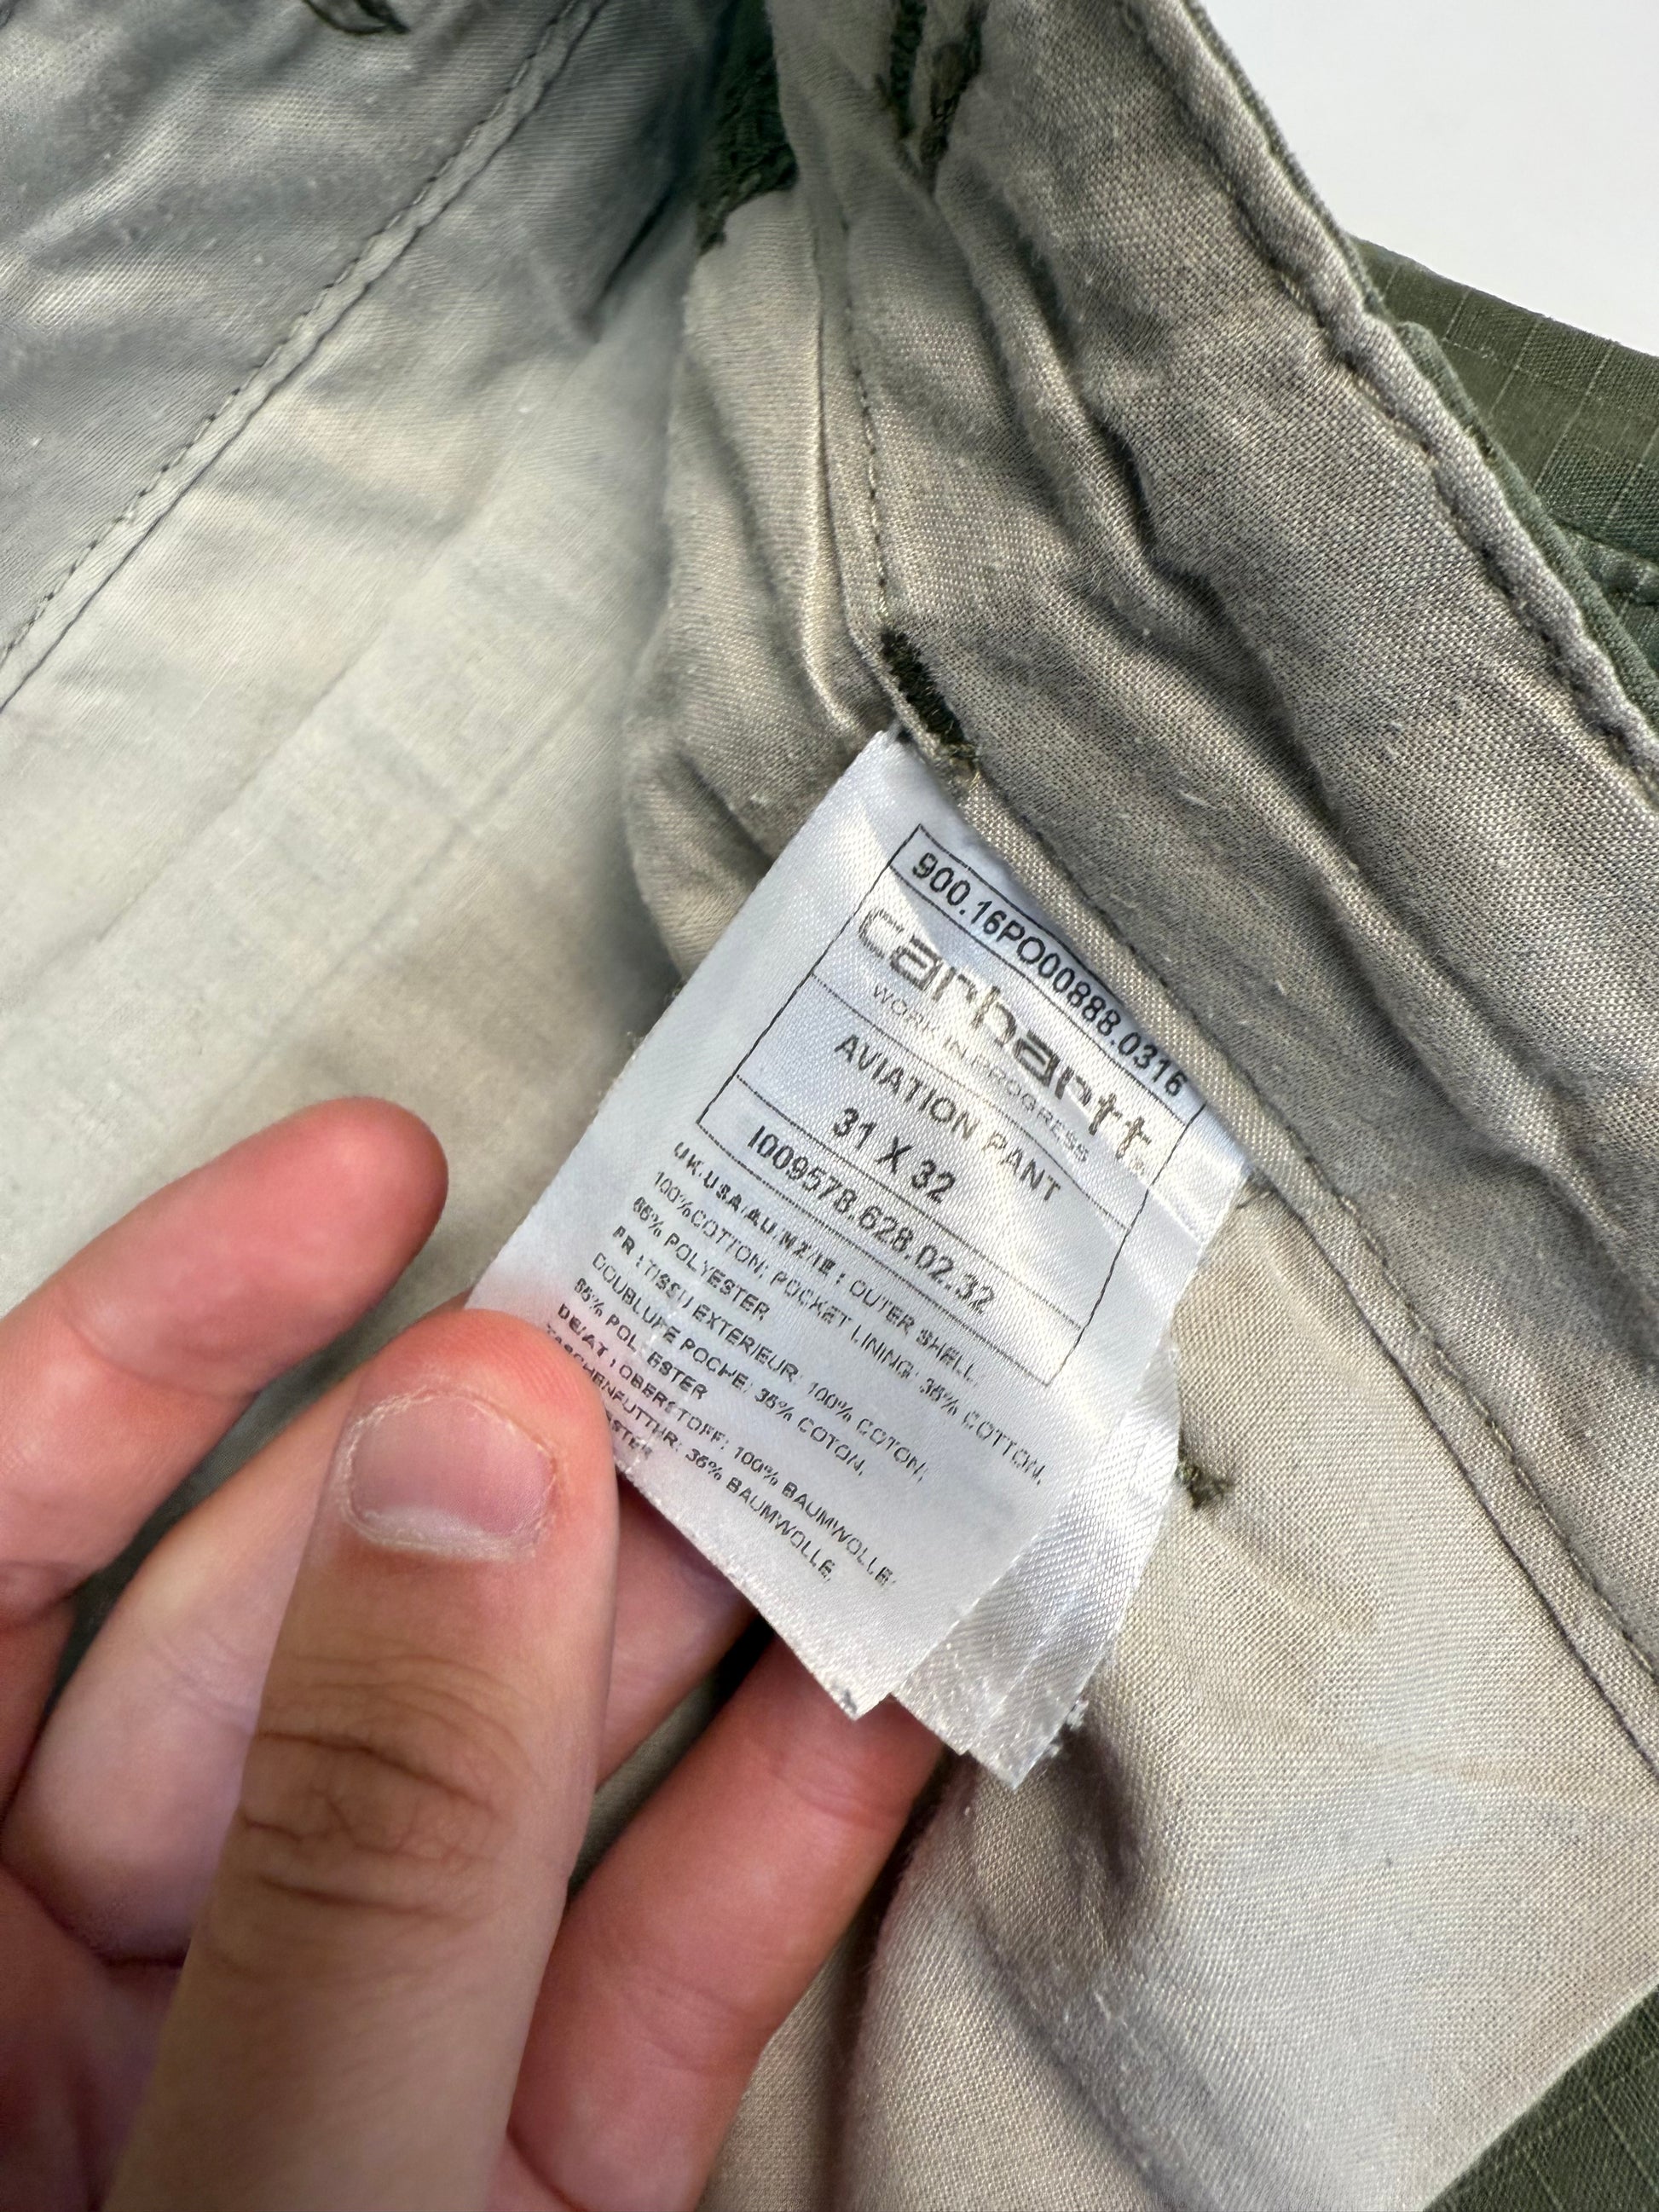 900.16PO00888.0316
carhartt
WORK IN PROGRESS
AVIATION PANT
31 X 32
I009578.628.02.32
UK/USA/AU/NZ/IE : OUTER SHELL,
100%COTTON; POCKET LINING: 35% COTTON,
65% POLYESTER
FR : TISSU EXTERIEUR: 100% COTON;
DOUBLURE POCHE: 35% COTON,
65% POLYESTER
DE/AT : OBERSTOFF: 100% BAUMWOLLE;
TASCHENFUTTHR: 35% BAUMWOLLE,